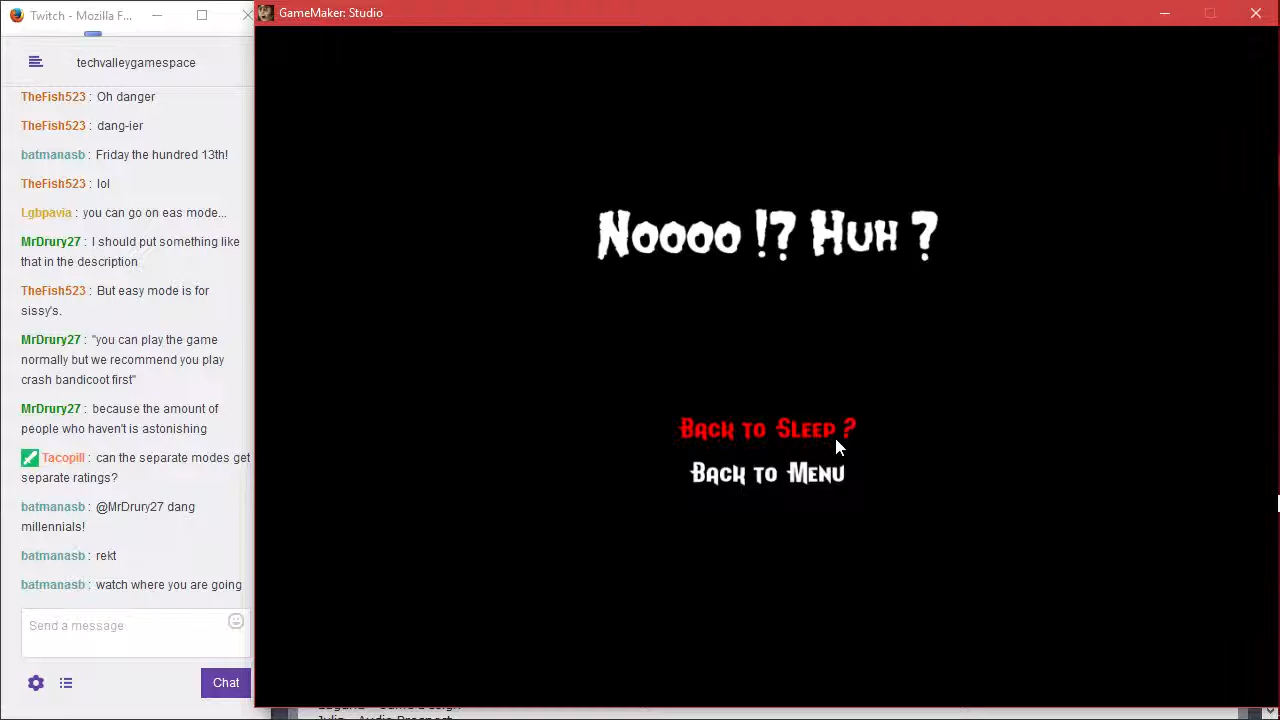 Twitch - Mozilla F...
GameMaker: Studio
techvalleygamespace
TheFish523 : Oh danger
TheFish523 : dang-ier
batmanasb : Friday the hundred 13th!
TheFish523 : lol
Lgbpavia : you can go on eas mode...
MrDrury27 : I should put something like
that in the description
TheFish523 : But easy mode is for
sissy's.
MrDrury27 : "you can play the game
normally but we recommend you play
crash bandicoot first"
MrDrury27 : because the amount of
people who haven't is astonishing
Tacopill : can the separate modes get
separate ratings?
batmanasb : @MrDrury27 dang
millennials!
batmanasb : rekt
batmanasb : watch where you are going
Send a message
Chat
Noooo !? Huh ?
Back to Sleep ?
Back to Menu